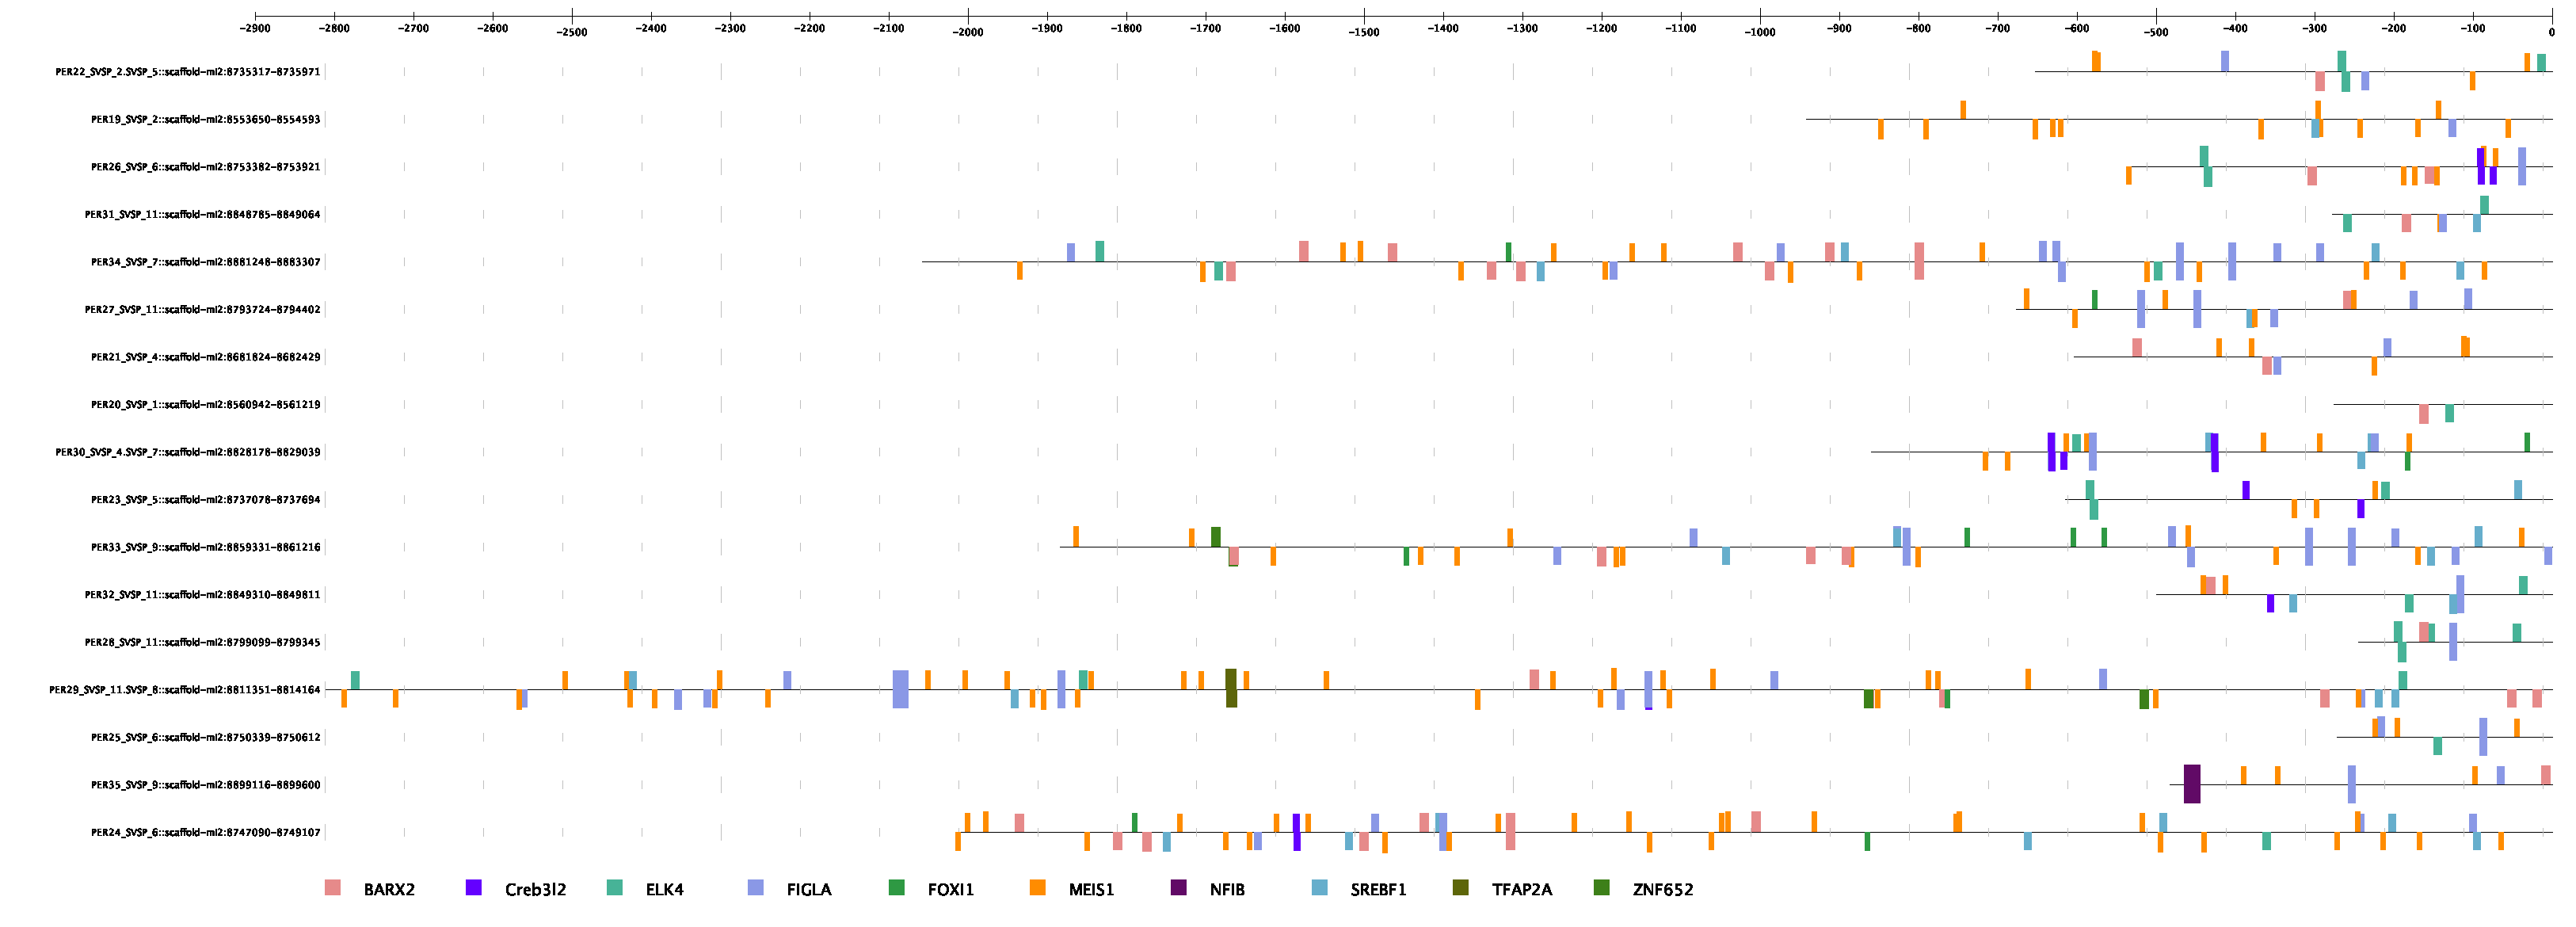 -2900 -2800 -2700 -2600 -2500 -2400 -2300 -2200 -2100 -2000 -1900 -1800 -1700 -1600 -1500 -1400 -1300 -1200 -1100 -1000 -900 -800 -700 -600 -500 -400 -300 -200 -100 0
PER22_SVSP_2.SVSP_5::scaffold-mi2:8735317-8735971
PER19_SVSP_2::scaffold-mi2:8553650-8554593
PER26_SVSP_6::scaffold-mi2:8753382-8753921
PER31_SVSP_11::scaffold-mi2:8848785-8849064
PER34_SVSP_7::scaffold-mi2:8881248-8883307
PER27_SVSP_11::scaffold-mi2:8793724-8794402
PER21_SVSP_4::scaffold-mi2:8681824-8682429
PER20_SVSP_1::scaffold-mi2:8560942-8561219
PER30_SVSP_4.SVSP_7::scaffold-mi2:8828178-8829039
PER23_SVSP_5::scaffold-mi2:8737078-8737694
PER33_SVSP_9::scaffold-mi2:8859331-8861216
PER32_SVSP_11::scaffold-mi2:8849310-8849811
PER28_SVSP_11::scaffold-mi2:8799099-8799345
PER29_SVSP_11.SVSP_8::scaffold-mi2:8811351-8814164
PER25_SVSP_6::scaffold-mi2:8750339-8750612
PER35_SVSP_9::scaffold-mi2:8899116-8899600
PER24_SVSP_6::scaffold-mi2:8747090-8749107
BARX2 Creb3l2 ELK4 FIGLA FOXI1 MEIS1 NFIB SREBF1 TFAP2A ZNF652